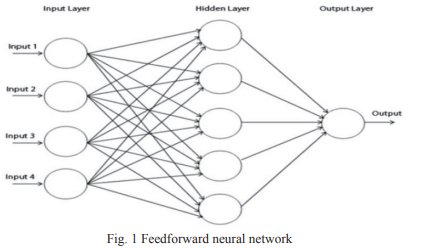 Input Layer
Hidden Layer
Output Layer
Input 1
Input 2
Input 3
Input 4
Output
Fig. 1 Feedforward neural network